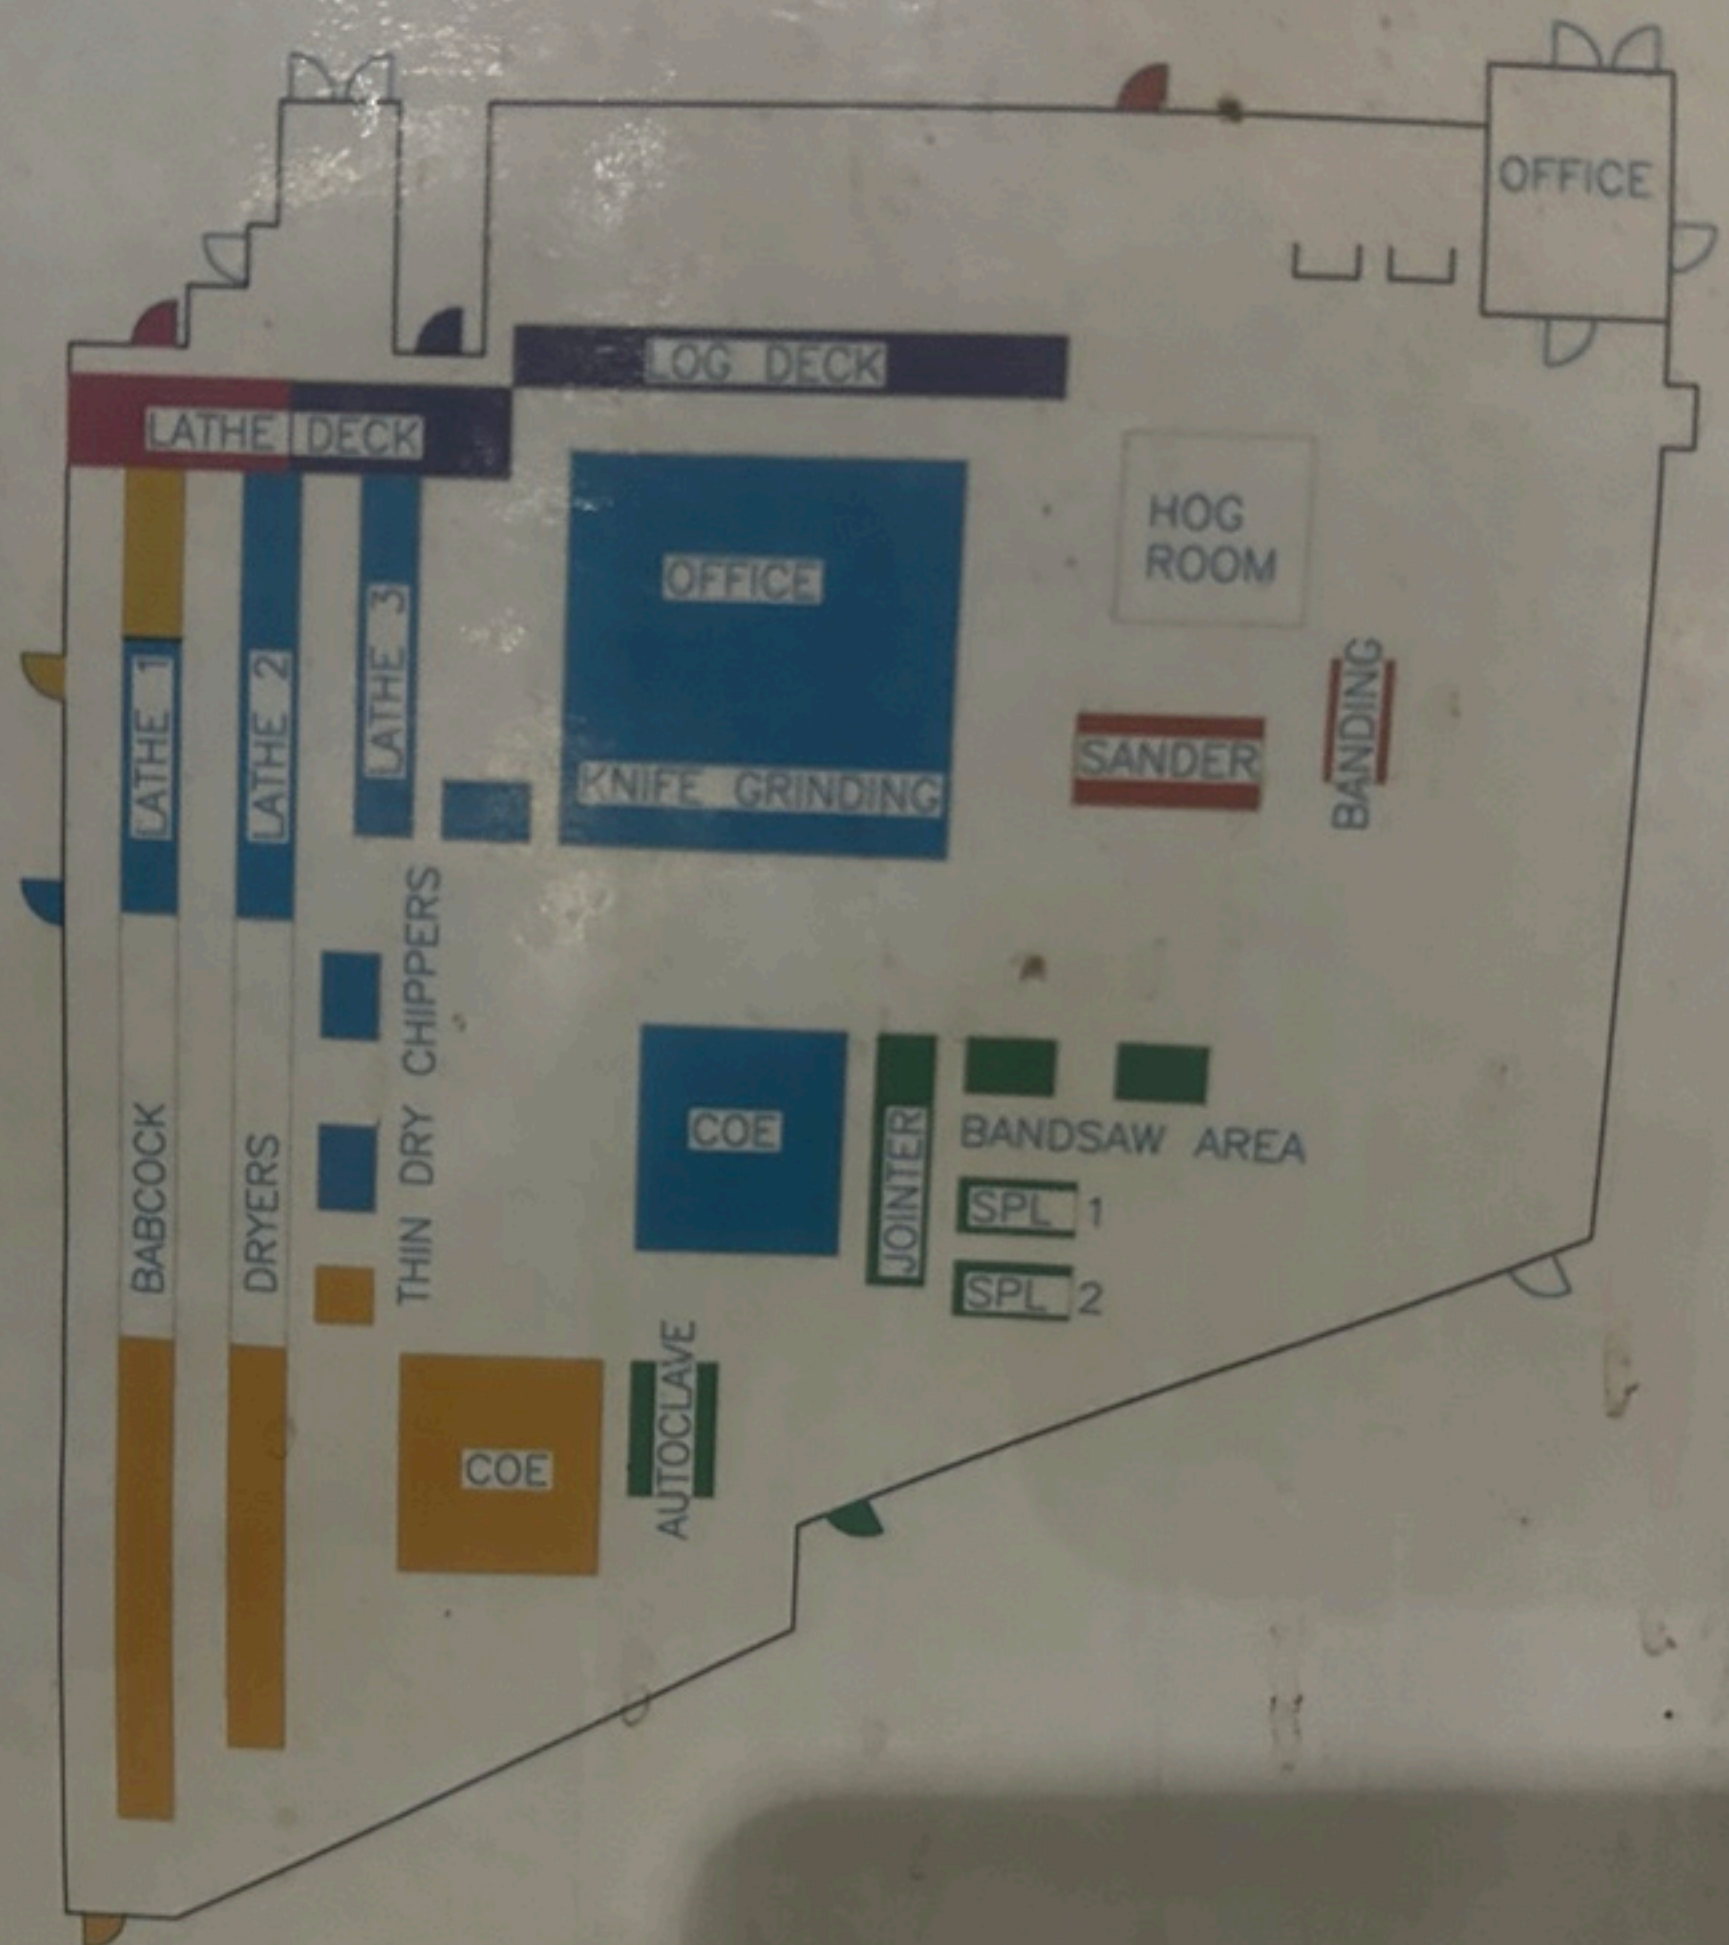 OFFICE
LOG DECK
LATHE DECK
OFFICE
HOG
ROOM
LATHE 1
LATHE 2
LATHE 3
KNIFE GRINDING
SANDER
BANDING
THIN DRY CHIPPERS
BABCOCK
DRYERS
COE
JOINTER
BANDSAW AREA
SPL 1
SPL 2
COE
AUTOCLAVE